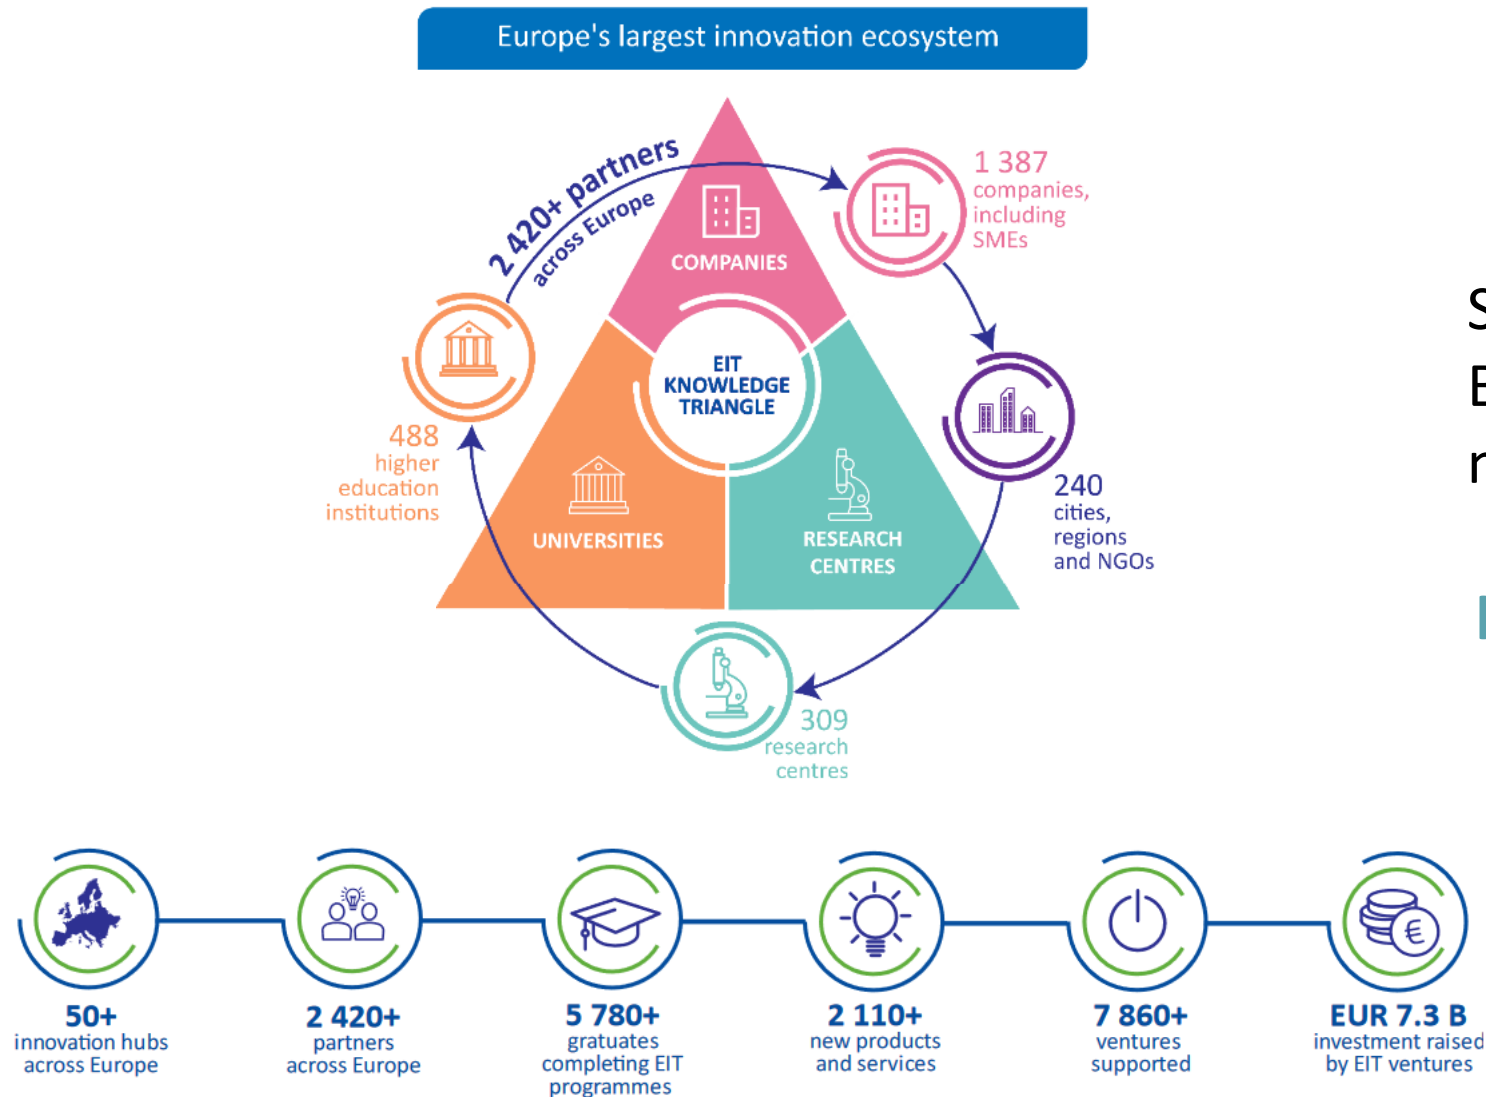 Europe's largest innovation ecosystem
2 420+ partners
across Europe
1 387
companies,
including
SMEs
COMPANIES
EIT
KNOWLEDGE
TRIANGLE
488
higher
education
institutions
240
cities,
regions
and NGOs
UNIVERSITIES
RESEARCH
CENTRES
309
research
centres
50+
innovation hubs
across Europe
2 420+
partners
across Europe
5 780+
gratuates
completing EIT
programmes
2 110+
new products
and services
7 860+
ventures
supported
€
EUR 7.3 B
investment raised
by EIT ventures